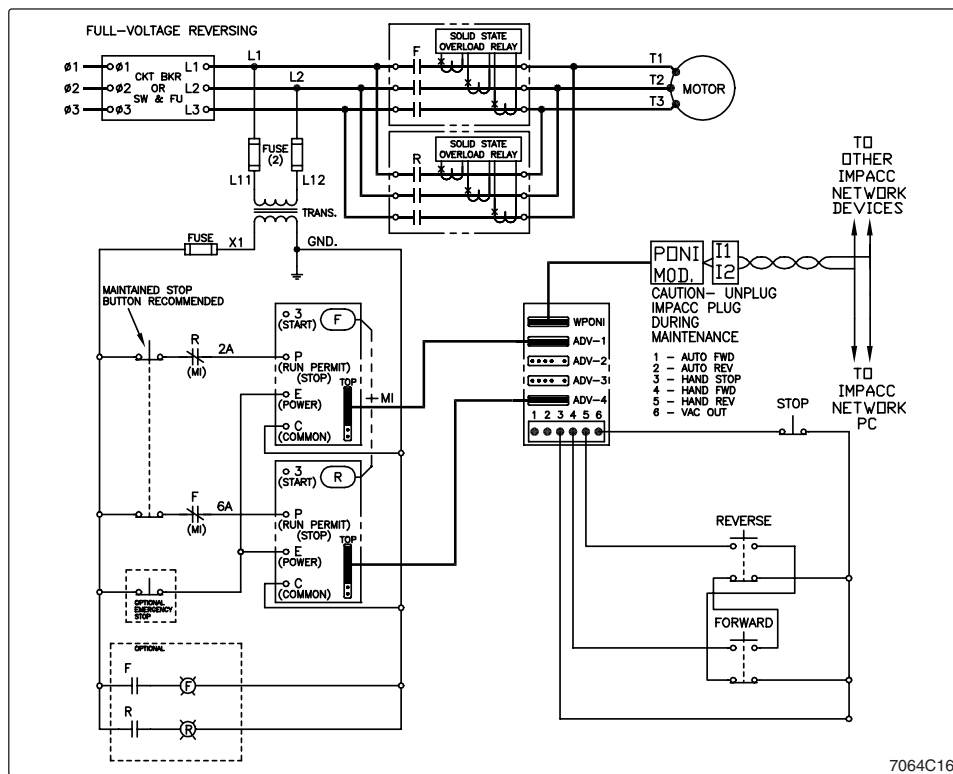 FULL-VOLTAGE REVERSING
ø1
ø2
ø3
ø1
ø2
ø3
CKT BKR
OR
SW & FU
L1
L2
L3
L1
L2
FUSE
(2)
L11
L12
TRANS.
FUSE
X1
GND.
F
SOLID STATE
OVERLOAD RELAY
R
SOLID STATE
OVERLOAD RELAY
T1
T2
T3
MOTOR
TO
OTHER
IMPACC
NETWORK
DEVICES
PONI
MOD.
I1
I2
CAUTION- UNPLUG
IMPACC PLUG
DURING
MAINTENANCE
1 - AUTO FWD
2 - AUTO REV
3 - HAND STOP
4 - HAND FWD
5 - HAND REV
6 - VAC OUT
TO
IMPACC
NETWORK
PC
WPONI
ADV-1
ADV-2
ADV-3
ADV-4
1 2 3 4 5 6
STOP
REVERSE
FORWARD
MAINTAINED STOP
BUTTON RECOMMENDED
R
(MI)
2A
3
(START)
F
P
(RUN PERMIT)
(STOP)
TOP
E
(POWER)
C
(COMMON)
MI
F
(MI)
6A
3
(START)
R
P
(RUN PERMIT)
(STOP)
TOP
E
(POWER)
C
(COMMON)
OPTIONAL
EMERGENCY
STOP
OPTIONAL
F
F
R
R
7064C16